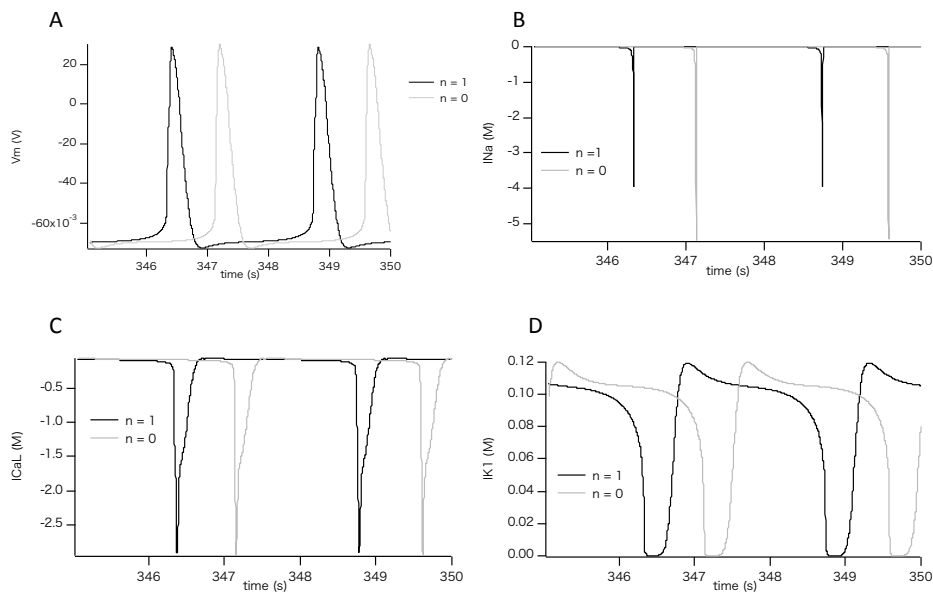 A
Vm (V)
20
0
-20
-40
-60x10-3
346
347
348
349
350
time (s)
n = 1
n = 0
B
INa (M)
0
-1
-2
-3
-4
-5
n =1
n = 0
346
347
348
349
350
time (s)
C
ICaL (M)
-0.5
-1.0
-1.5
-2.0
-2.5
n = 1
n = 0
346
347
348
349
350
time (s)
D
IK1 (M)
0.12
0.10
0.08
0.06
0.04
0.02
0.00
n = 1
n = 0
346
347
348
349
350
time (s)